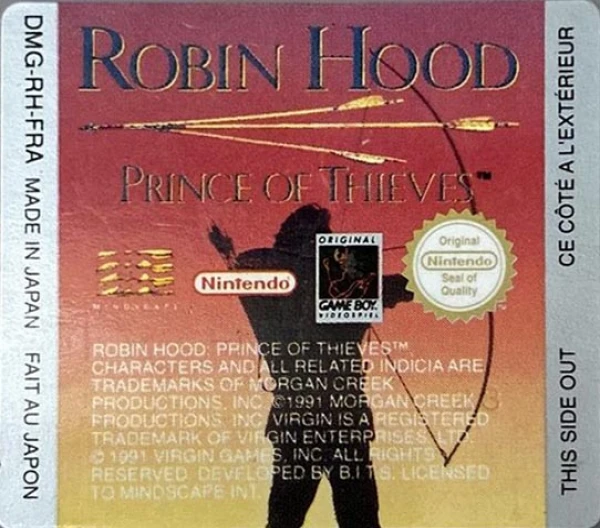 ROBIN HOOD
PRINCE OF THIEVES™
DMG-RH-FRA MADE IN JAPAN FAIT AU JAPON
MINDSCAPE
Nintendo
ORIGINAL
GAME BOY
VIDEOSPIEL
Original
Nintendo
Seal of
Quality
ROBIN HOOD: PRINCE OF THIEVES™
CHARACTERS AND ALL RELATED INDICIA ARE
TRADEMARKS OF MORGAN CREEK
PRODUCTIONS, INC. ©1991 MORGAN CREEK
PRODUCTIONS, INC. VIRGIN IS A REGISTERED
TRADEMARK OF VIRGIN ENTERPRISES, LTD.
© 1991 VIRGIN GAMES, INC. ALL RIGHTS
RESERVED. DEVELOPED BY B.I.T.S. LICENSED
TO MINDSCAPE INT.
THIS SIDE OUT CE CÔTÉ A L'EXTÉRIEUR